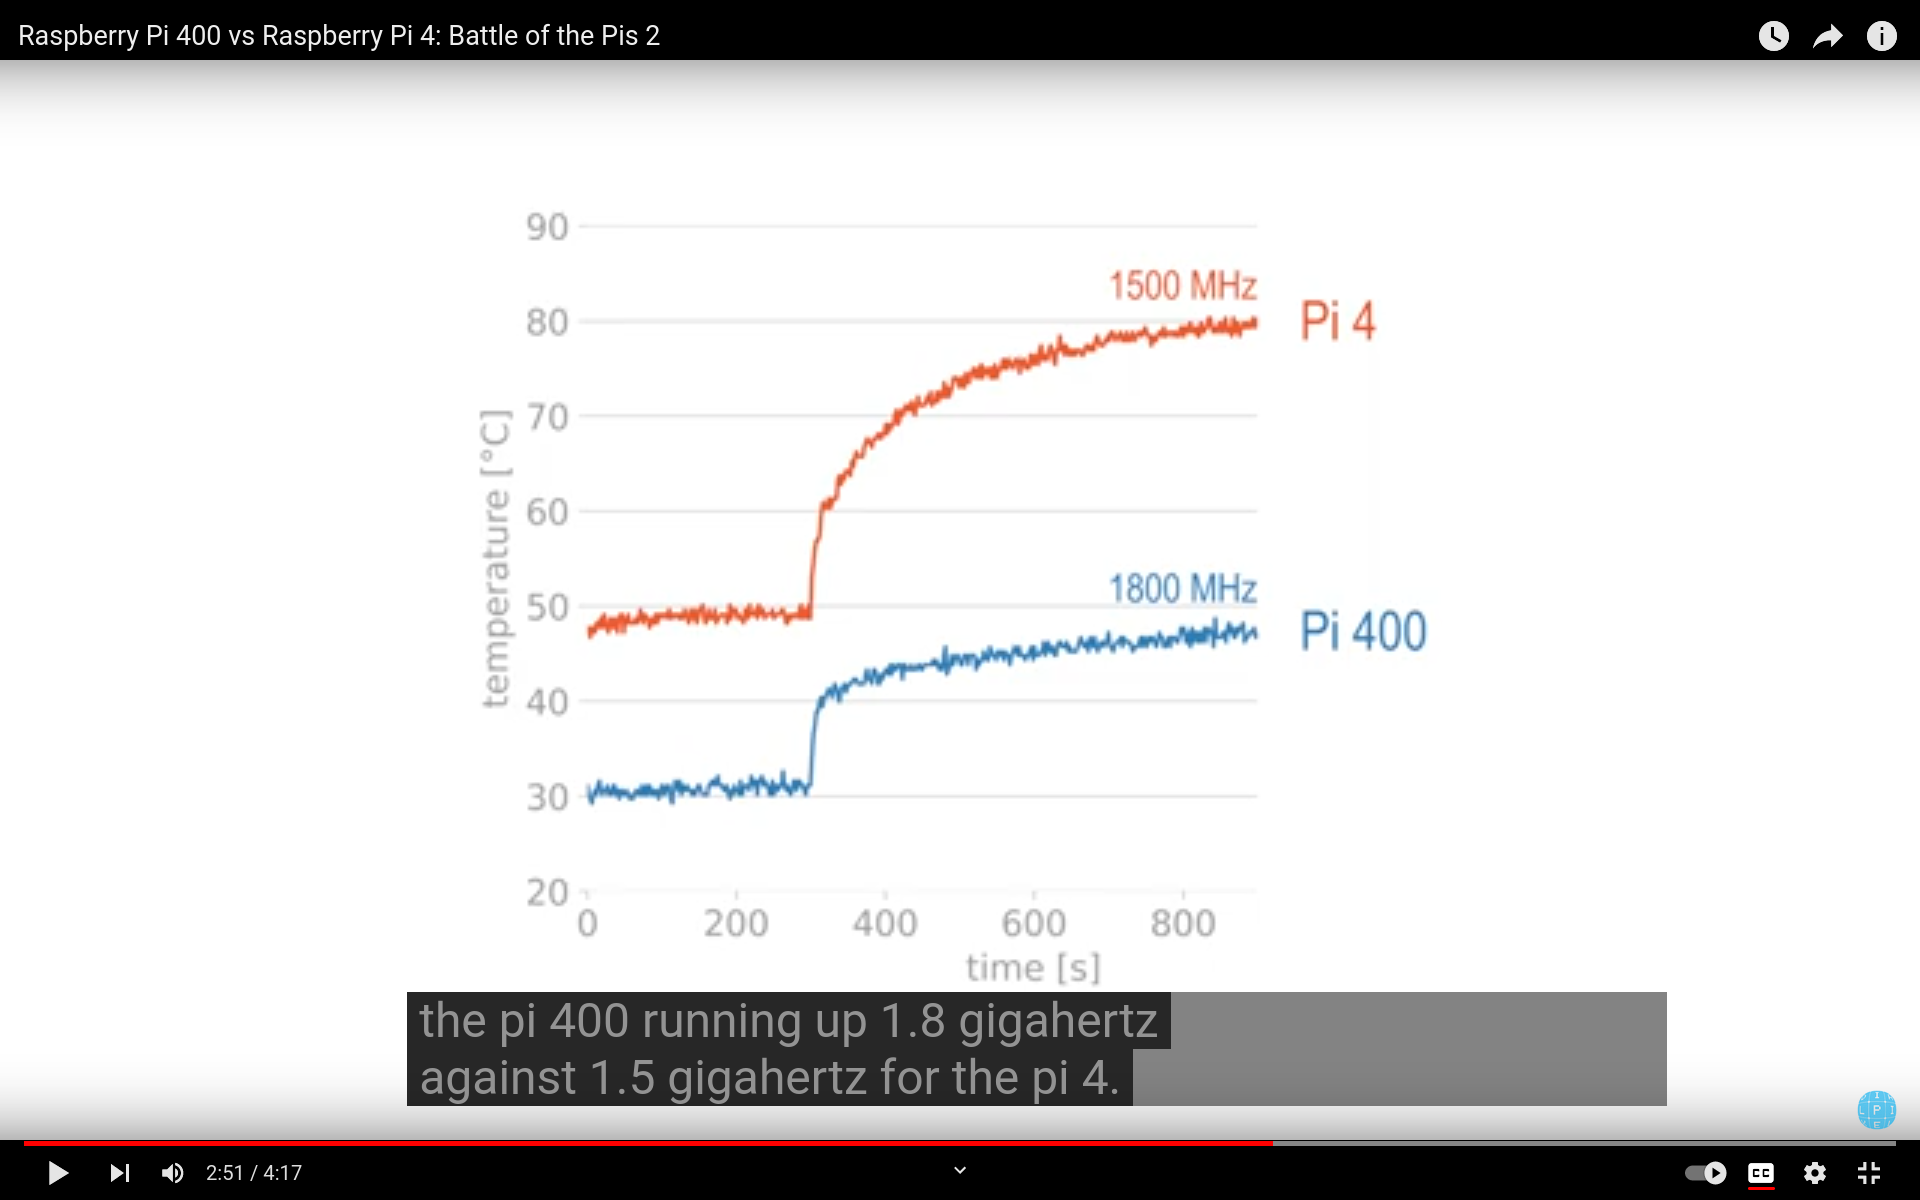 Raspberry Pi 400 vs Raspberry Pi 4: Battle of the Pis 2
90
1500 MHz
Pi 4
80
70
60
1800 MHz
50
Pi 400
40
30
20
temperature [°C]
0 200 400 600 800
time [s]
the pi 400 running up 1.8 gigahertz
against 1.5 gigahertz for the pi 4.
2:51 / 4:17
CC